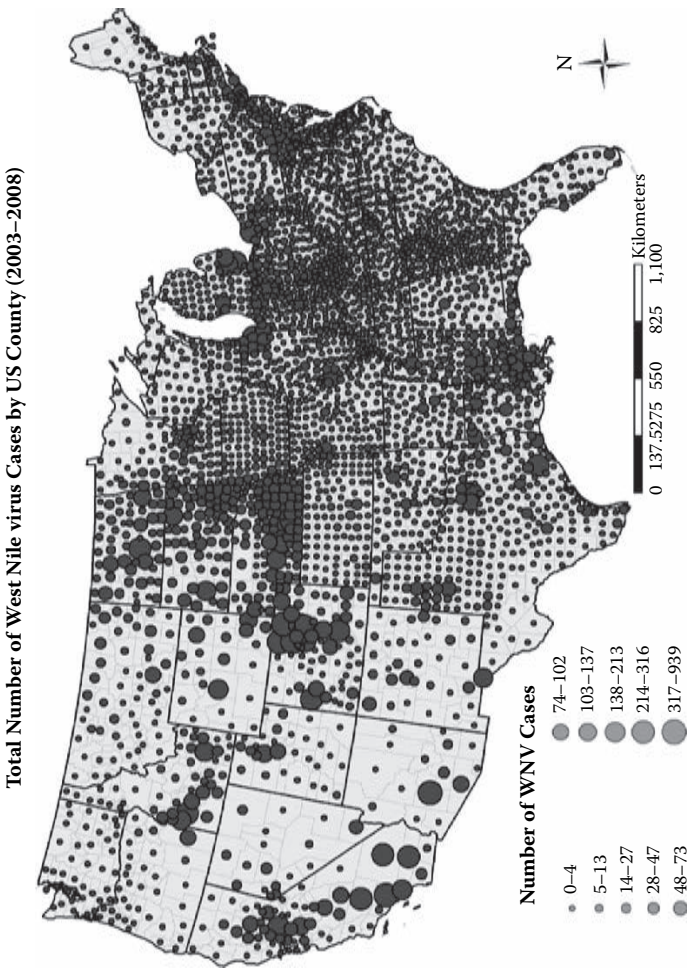 Total Number of West Nile virus Cases by US County (2003–2008)
N
Kilometers
0 137.5275 550 825 1,100
Number of WNV Cases
0–4
5–13
14–27
28–47
48–73
74–102
103–137
138–213
214–316
317–939